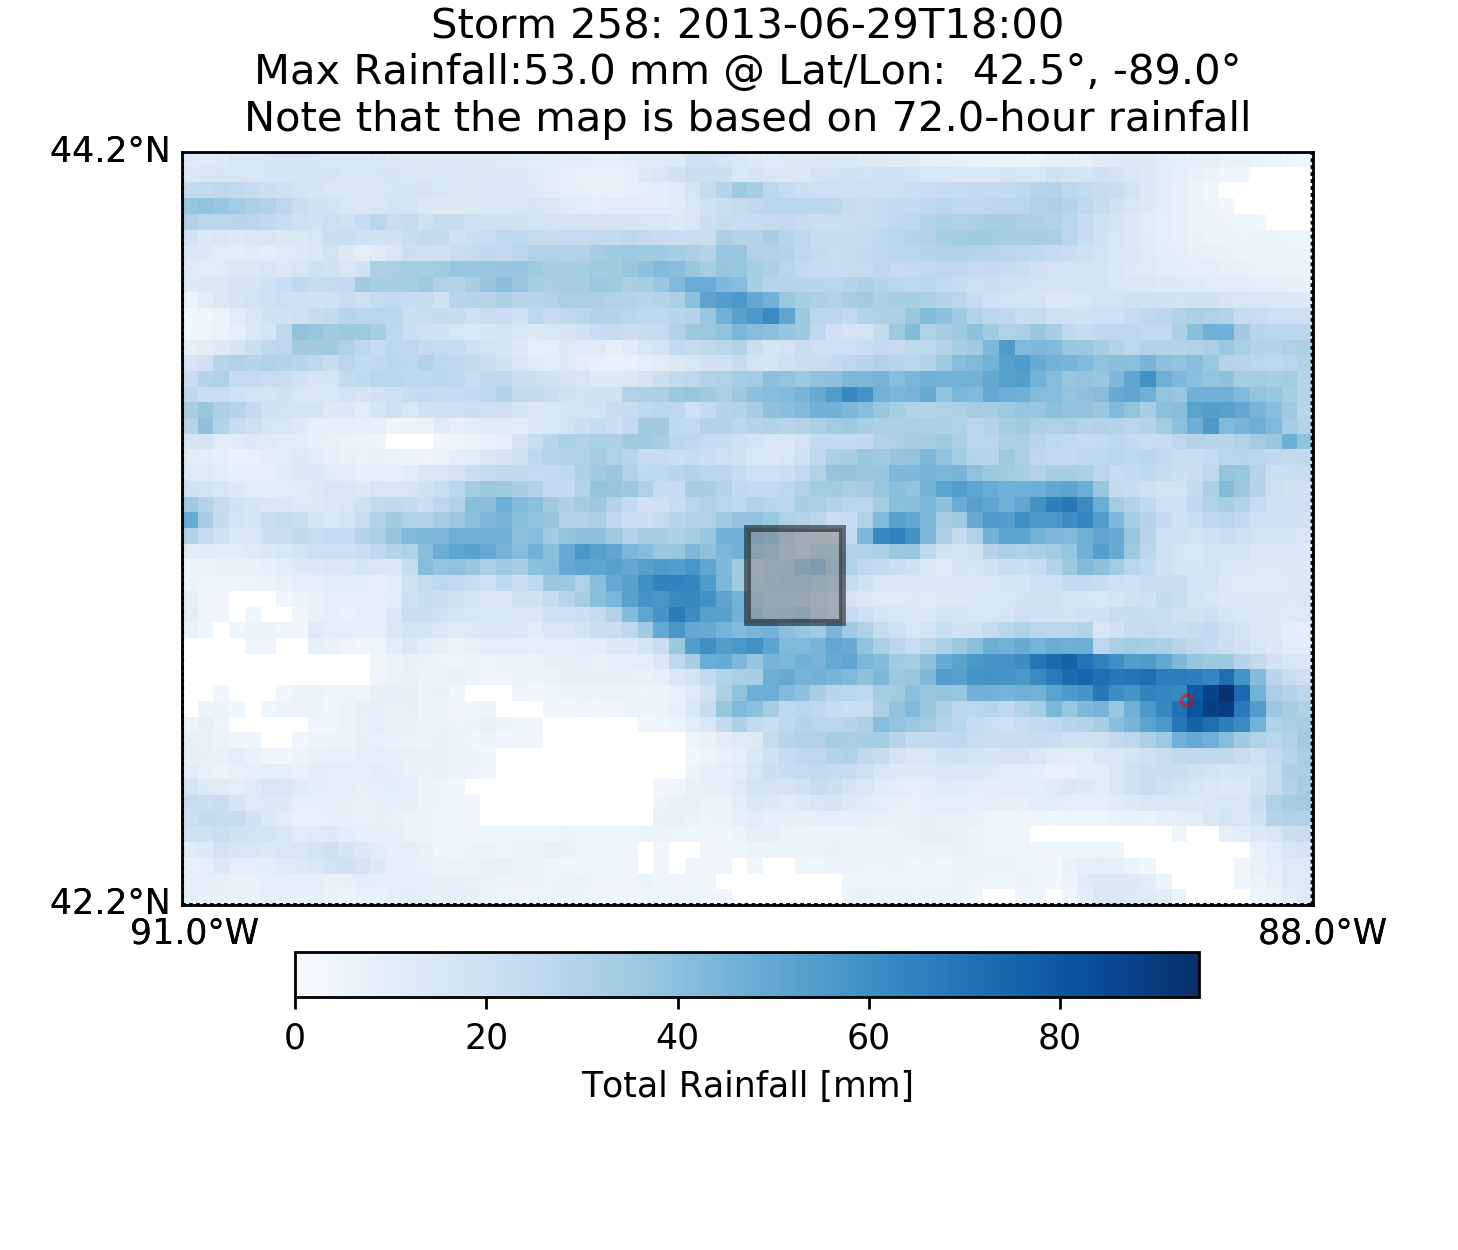 Storm 258: 2013-06-29T18:00
Max Rainfall:53.0 mm @ Lat/Lon:  42.5°, -89.0°
Note that the map is based on 72.0-hour rainfall
44.2°N
42.2°N
91.0°W 88.0°W
0 20 40 60 80
Total Rainfall [mm]